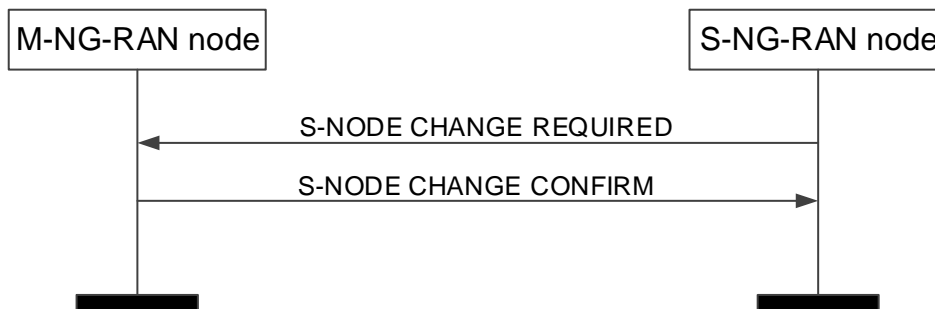 M-NG-RAN node
S-NG-RAN node
S-NODE CHANGE REQUIRED
S-NODE CHANGE CONFIRM